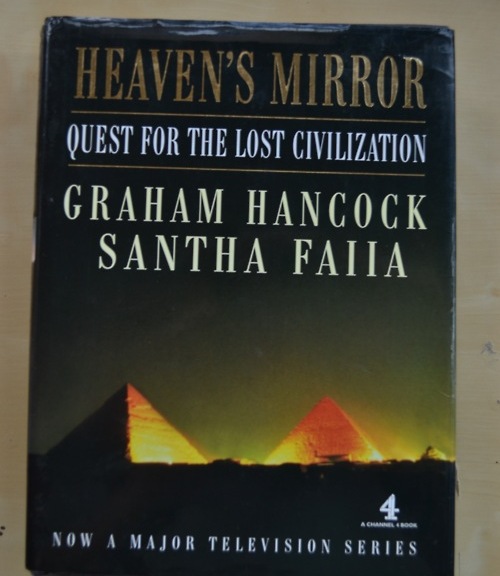 HEAVEN'S MIRROR
QUEST FOR THE LOST CIVILIZATION
GRAHAM HANCOCK
SANTHA FAIIA
4
A CHANNEL 4 BOOK
NOW A MAJOR TELEVISION SERIES